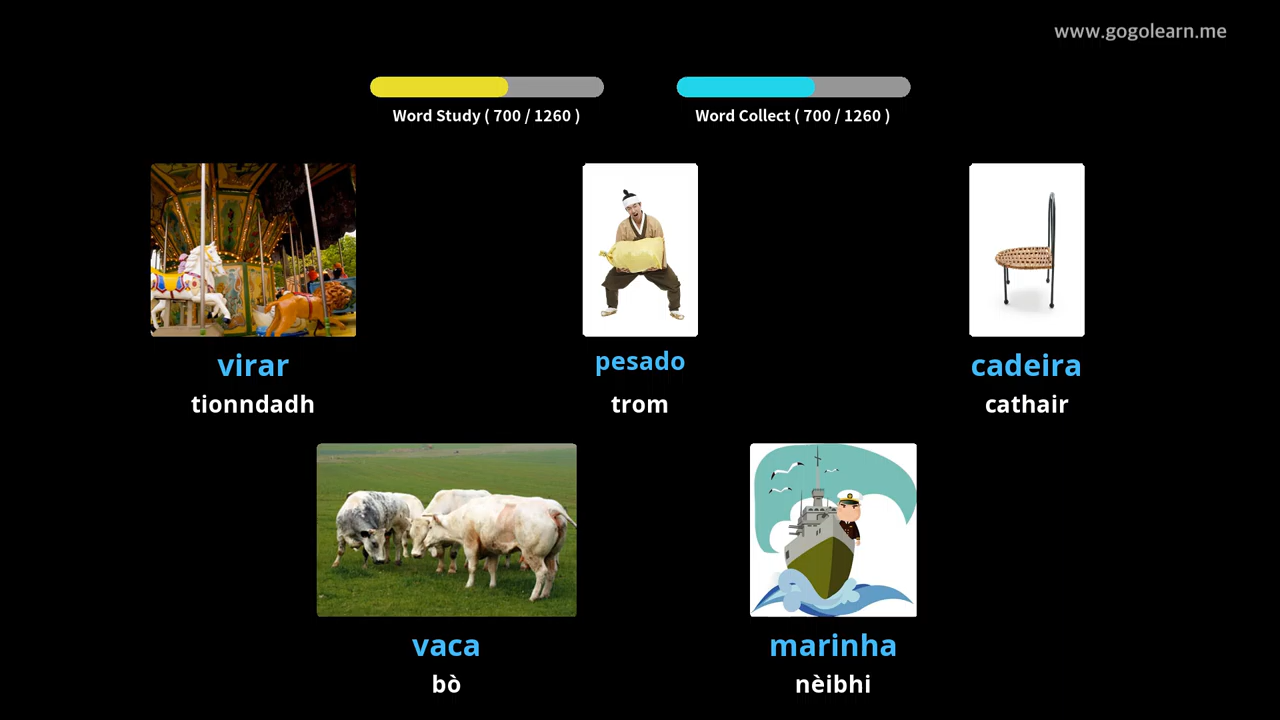 www.gogolearn.me
Word Study ( 700 / 1260 )
Word Collect ( 700 / 1260 )
virar
tionndadh
pesado
trom
cadeira
cathair
vaca
bò
marinha
nèibhi